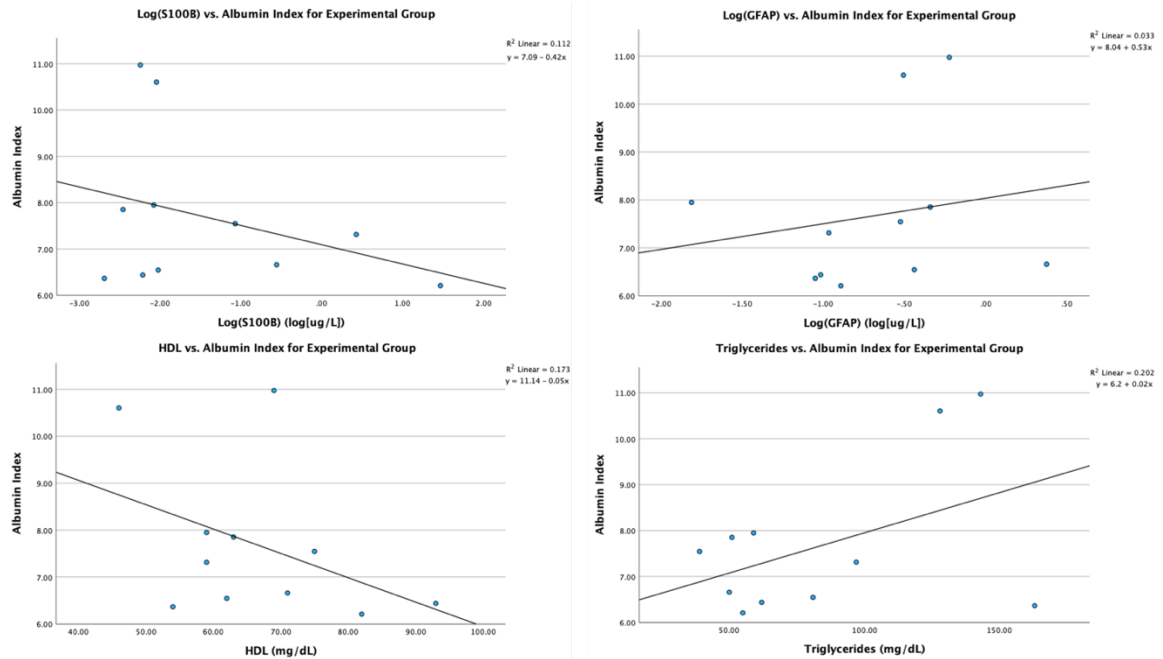 Log(S100B) vs. Albumin Index for Experimental Group
R² Linear = 0.112
y = 7.09 – 0.42x
11.00
10.00
9.00
8.00
7.00
6.00
Albumin Index
-3.00 -2.00 -1.00 .00 1.00 2.00
Log(S100B) (log[ug/L])
Log(GFAP) vs. Albumin Index for Experimental Group
R² Linear = 0.033
y = 8.04 + 0.53x
11.00
10.00
9.00
8.00
7.00
6.00
Albumin Index
-2.00 -1.50 -1.00 -.50 .00 .50
Log(GFAP) (log[ug/L])
HDL vs. Albumin Index for Experimental Group
R² Linear = 0.173
y = 11.14 – 0.05x
11.00
10.00
9.00
8.00
7.00
6.00
Albumin Index
40.00 50.00 60.00 70.00 80.00 90.00 100.00
HDL (mg/dL)
Triglycerides vs. Albumin Index for Experimental Group
R² Linear = 0.202
y = 6.2 + 0.02x
11.00
10.00
9.00
8.00
7.00
6.00
Albumin Index
50.00 100.00 150.00
Triglycerides (mg/dL)